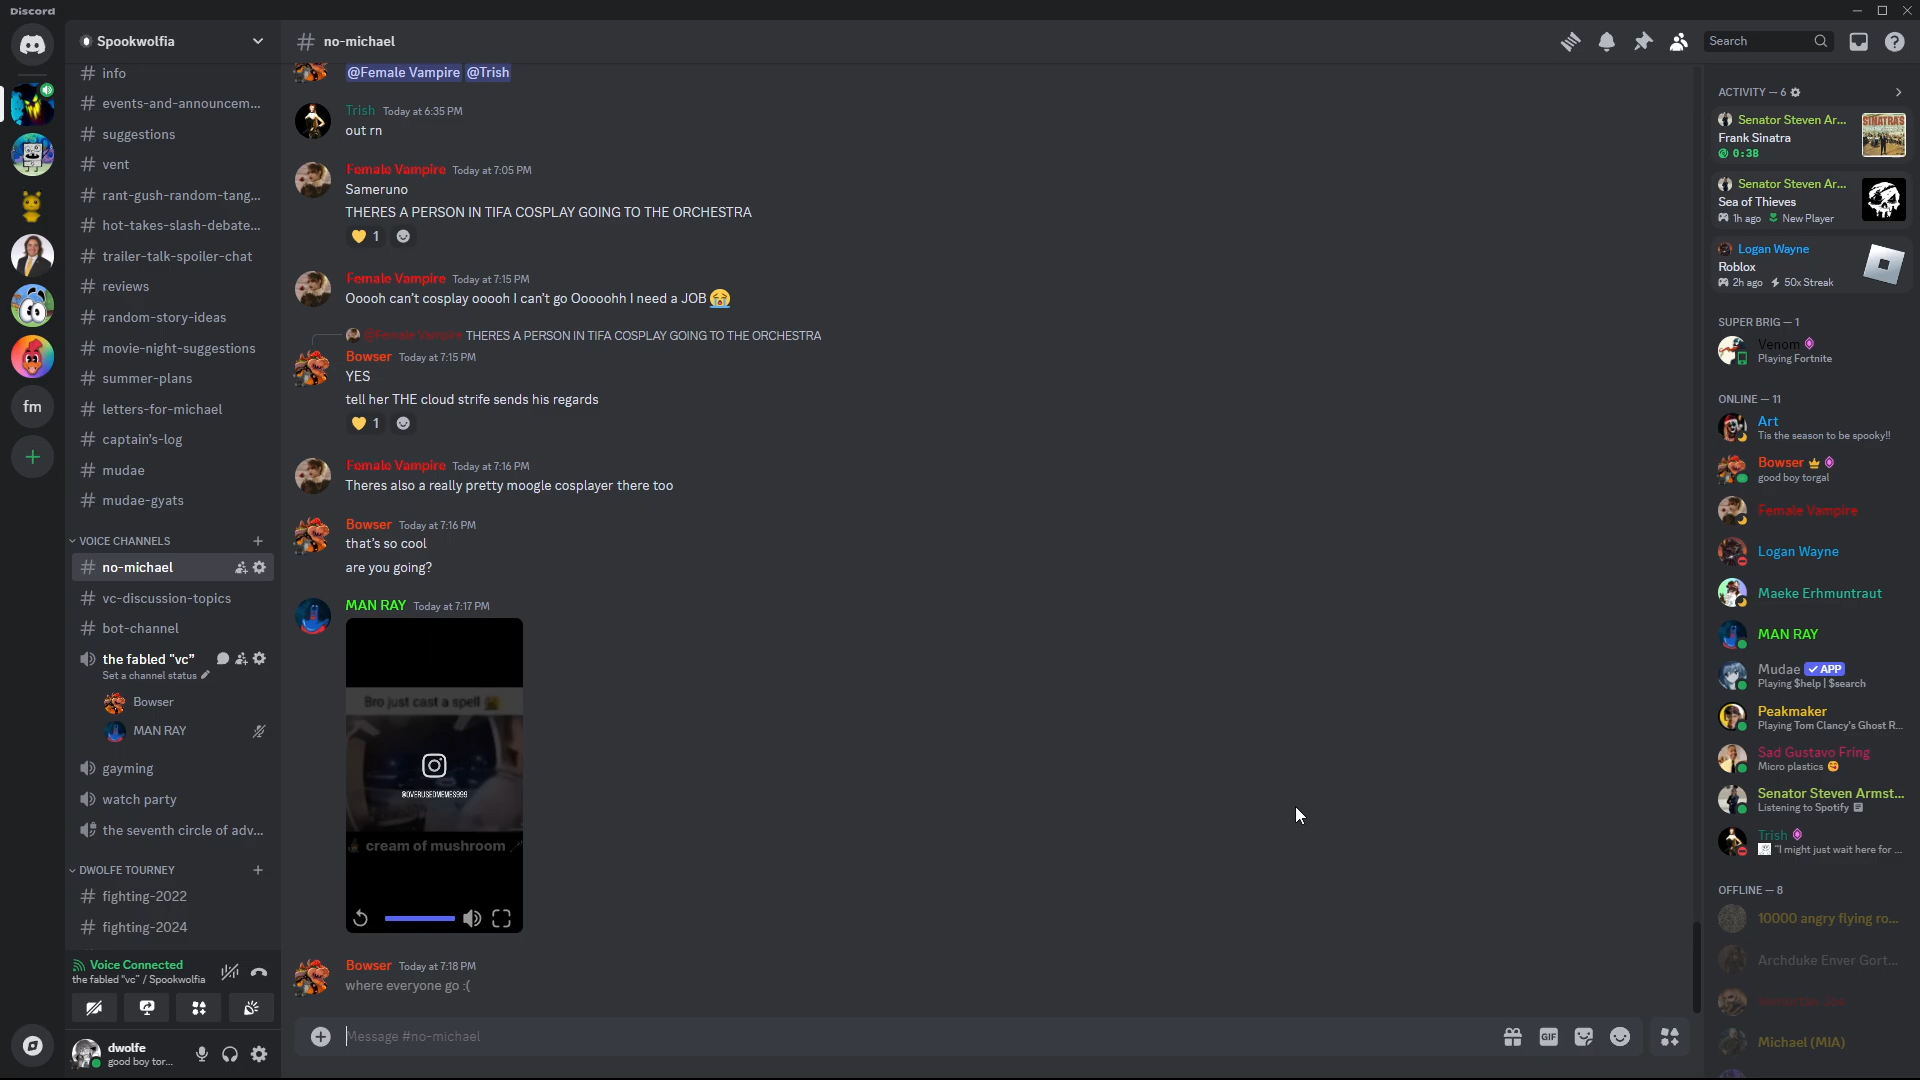 Discord
Spookwolfia
info
events-and-announcem...
suggestions
vent
rant-gush-random-tang...
hot-takes-slash-debate...
trailer-talk-spoiler-chat
reviews
random-story-ideas
movie-night-suggestions
summer-plans
letters-for-michael
captain's-log
mudae
mudae-gyats
VOICE CHANNELS
no-michael
vc-discussion-topics
bot-channel
the fabled "vc"
Set a channel status
Bowser
MAN RAY
gayming
watch party
the seventh circle of adv...
DWOLFE TOURNEY
fighting-2022
fighting-2024
Voice Connected
the fabled "vc" / Spookwolfia
dwolfe
good boy tor...
fm
# no-michael
Search
@Female Vampire @Trish
Trish Today at 6:35 PM
out rn
Female Vampire Today at 7:05 PM
Sameruno
THERES A PERSON IN TIFA COSPLAY GOING TO THE ORCHESTRA
1
Female Vampire Today at 7:15 PM
Ooooh can't cosplay ooooh I can't go Ooooohh I need a JOB 😭
@Female Vampire THERES A PERSON IN TIFA COSPLAY GOING TO THE ORCHESTRA
Bowser Today at 7:15 PM
YES
tell her THE cloud strife sends his regards
1
Female Vampire Today at 7:16 PM
Theres also a really pretty moogle cosplayer there too
Bowser Today at 7:16 PM
that's so cool
are you going?
MAN RAY Today at 7:17 PM
Bro just cast a spell
@OVERUSEDMEMES999
cream of mushroom
Bowser Today at 7:18 PM
where everyone go :(
Message #no-michael
GIF
ACTIVITY — 6
Senator Steven Ar...
Frank Sinatra
0:38
SINATRA'S
Senator Steven Ar...
Sea of Thieves
1h ago New Player
Logan Wayne
Roblox
2h ago 50x Streak
SUPER BRIG — 1
Venom
Playing Fortnite
ONLINE — 11
Art
Tis the season to be spooky!!
Bowser
good boy torgal
Female Vampire
Logan Wayne
Maeke Erhmuntraut
MAN RAY
Mudae ✓ APP
Playing $help | $search
Peakmaker
Playing Tom Clancy's Ghost R...
Sad Gustavo Fring
Micro plastics
Senator Steven Armst...
Listening to Spotify
Trish
"I might just wait here for ...
OFFLINE — 8
10000 angry flying ro...
Archduke Enver Gort...
Michael (MIA)